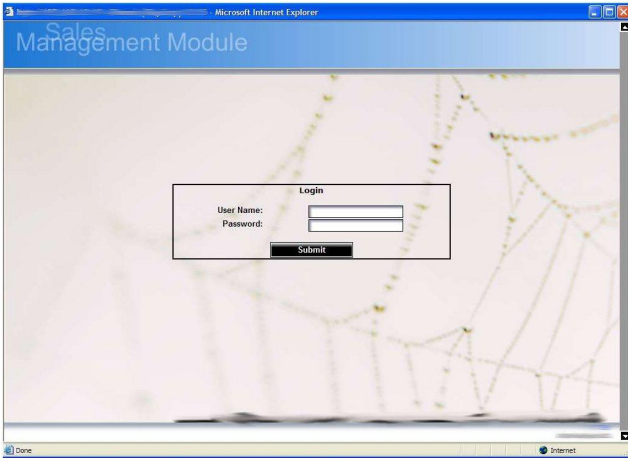 - Microsoft Internet Explorer
Sales
Management Module
Login
User Name:
Password:
Submit
Done
Internet